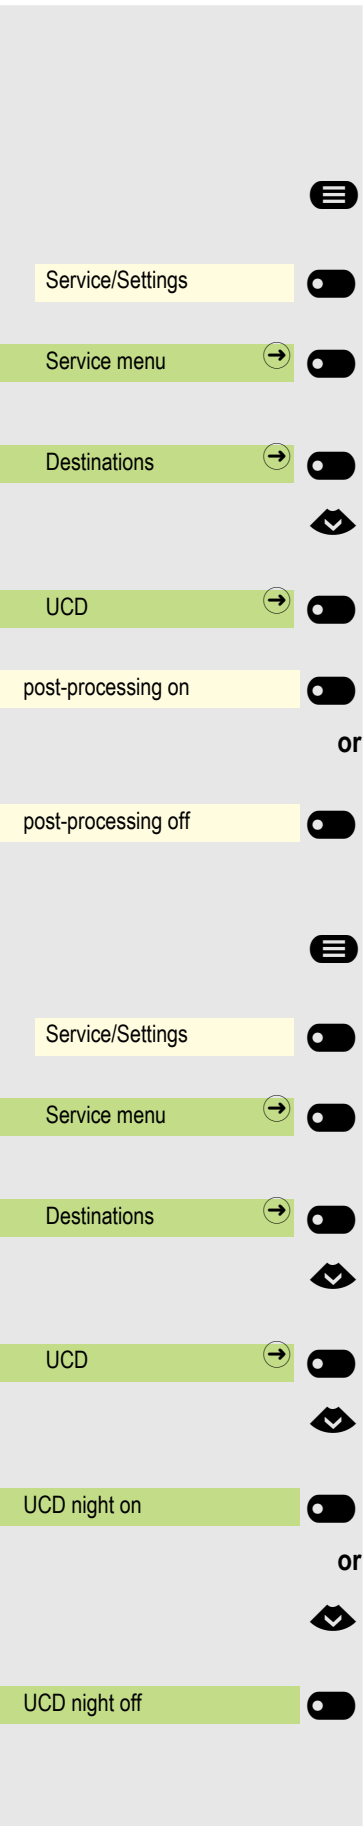 Service/Settings
Service menu
Destinations
UCD
post-processing on
or
post-processing off
Service/Settings
Service menu
Destinations
UCD
UCD night on
or
UCD night off